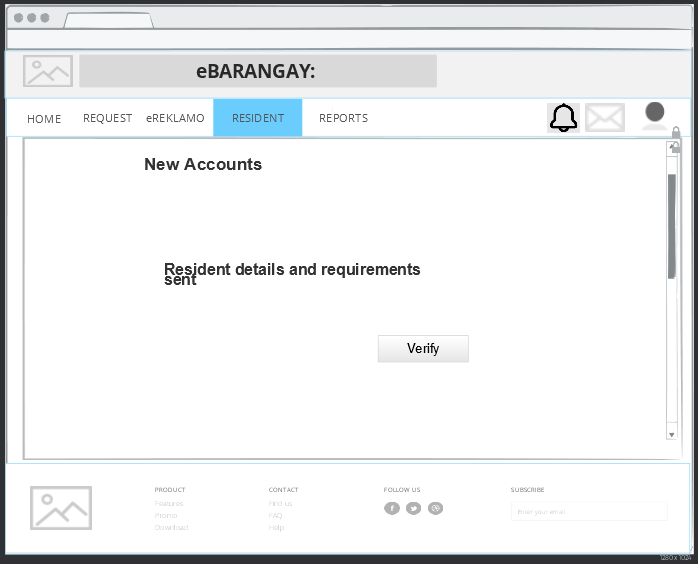 eBARANGAY:
HOME REQUEST eREKLAMO RESIDENT REPORTS
New Accounts
Resident details and requirements
sent
Verify
PRODUCT CONTACT FOLLOW US SUBSCRIBE
Features Find us
Promo FAQ Enter your email
Download Help
1280 x 1024